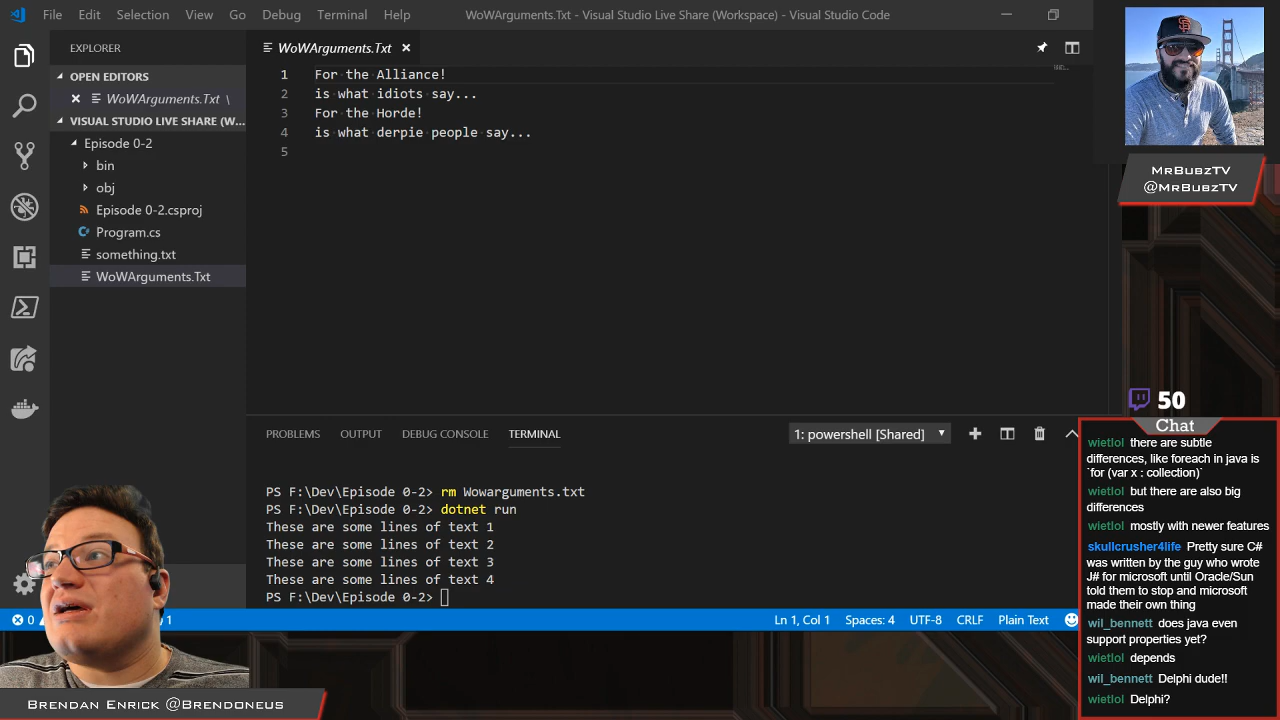 File Edit Selection View Go Debug Terminal Help
WoWArguments.Txt - Visual Studio Live Share (Workspace) - Visual Studio Code
EXPLORER
OPEN EDITORS
WoWArguments.Txt \
VISUAL STUDIO LIVE SHARE (W...
Episode 0-2
bin
obj
Episode 0-2.csproj
Program.cs
something.txt
WoWArguments.Txt
WoWArguments.Txt
1 For the Alliance!
2 is what idiots say...
3 For the Horde!
4 is what derpie people say...
5
PROBLEMS OUTPUT DEBUG CONSOLE TERMINAL
1: powershell [Shared]
PS F:\Dev\Episode 0-2> rm Wowarguments.txt
PS F:\Dev\Episode 0-2> dotnet run
These are some lines of text 1
These are some lines of text 2
These are some lines of text 3
These are some lines of text 4
PS F:\Dev\Episode 0-2>
0
1
Ln 1, Col 1 Spaces: 4 UTF-8 CRLF Plain Text
MrBubzTV
@MrBubzTV
50
Chat
wietlol there are subtle
differences, like foreach in java is
`for (var x : collection)`
wietlol but there are also big
differences
wietlol mostly with newer features
skullcrusher4life Pretty sure C#
was written by the guy who wrote
J# for microsoft until Oracle/Sun
told them to stop and microsoft
made their own thing
wil_bennett does java even
support properties yet?
wietlol depends
wil_bennett Delphi dude!!
wietlol Delphi?
Brendan Enrick @Brendoneus